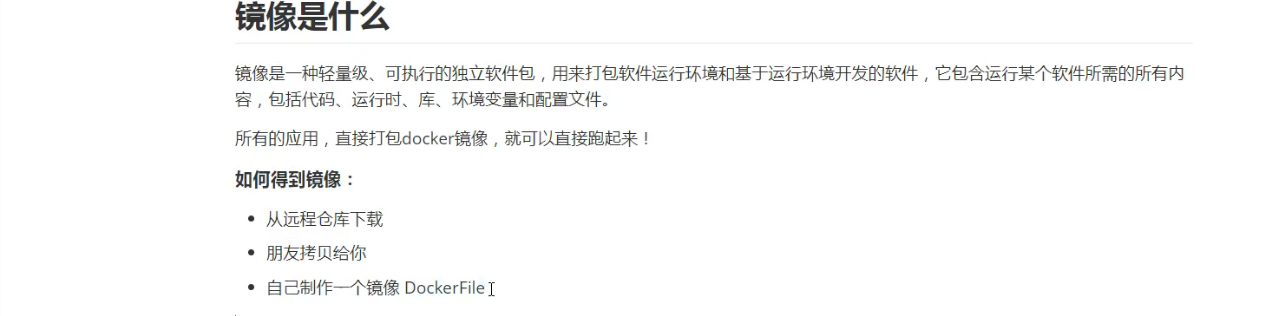 镜像是什么
镜像是一种轻量级、可执行的独立软件包，用来打包软件运行环境和基于运行环境开发的软件，它包含运行某个软件所需的所有内
容，包括代码、运行时、库、环境变量和配置文件。
所有的应用，直接打包docker镜像，就可以直接跑起来！
如何得到镜像：
从远程仓库下载
朋友拷贝给你
自己制作一个镜像 DockerFile